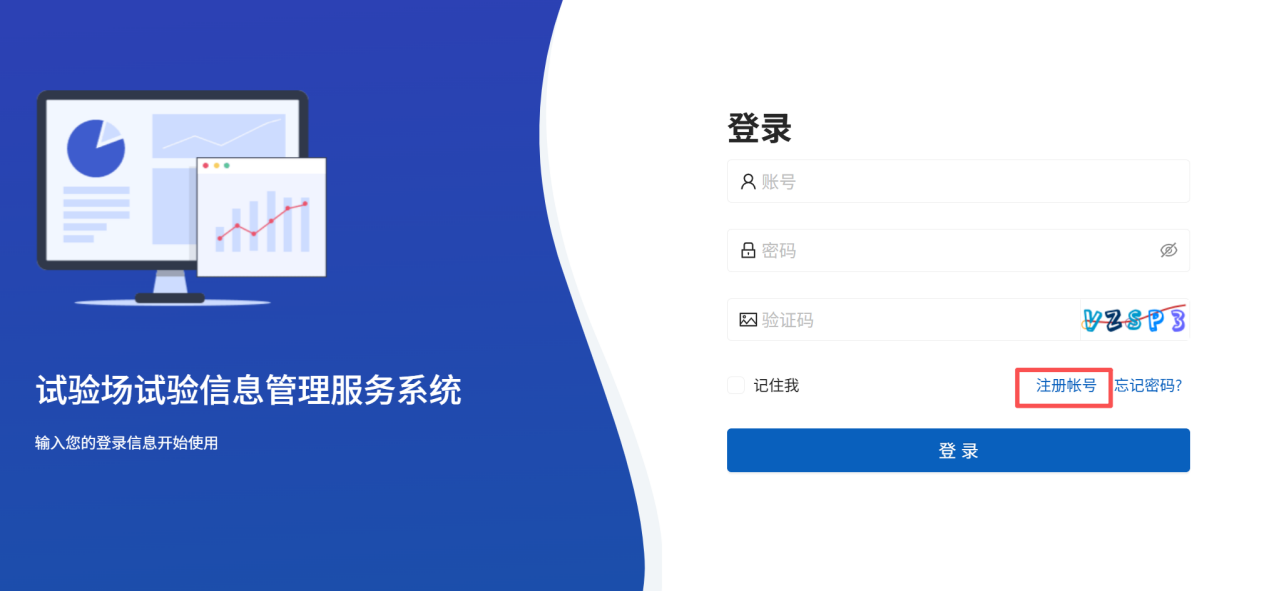 试验场试验信息管理服务系统
输入您的登录信息开始使用
登录
账号
密码
验证码 VZSP3
记住我 注册帐号 忘记密码?
登 录